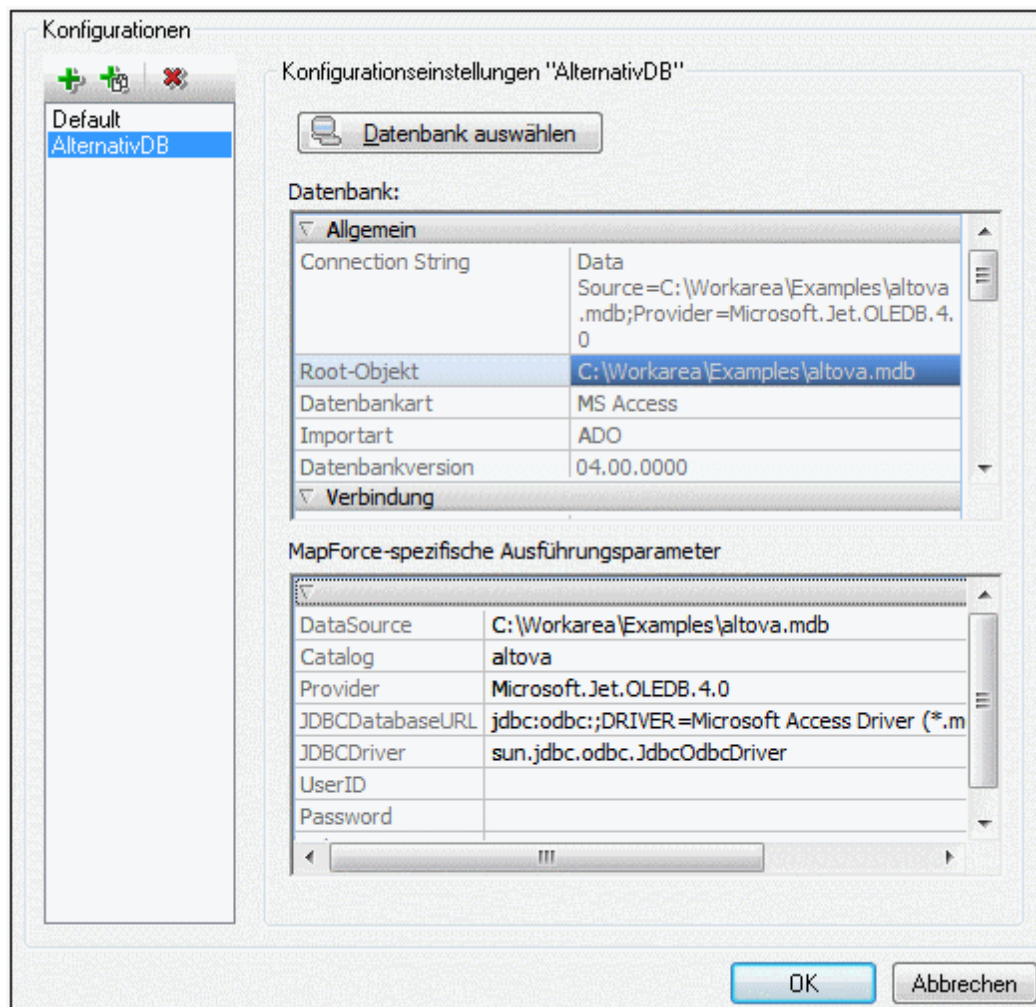 Konfigurationen
Default
AlternativDB
Konfigurationseinstellungen "AlternativDB"
Datenbank auswählen
Datenbank:
Allgemein
Connection String Data
Source=C:\Workarea\Examples\altova
.mdb;Provider=Microsoft.Jet.OLEDB.4.
0
Root-Objekt C:\Workarea\Examples\altova.mdb
Datenbankart MS Access
Importart ADO
Datenbankversion 04.00.0000
Verbindung
MapForce-spezifische Ausführungsparameter
DataSource C:\Workarea\Examples\altova.mdb
Catalog altova
Provider Microsoft.Jet.OLEDB.4.0
JDBCDatabaseURL jdbc:odbc:;DRIVER=Microsoft Access Driver (*.m
JDBCDriver sun.jdbc.odbc.JdbcOdbcDriver
UserID
Password
OK Abbrechen